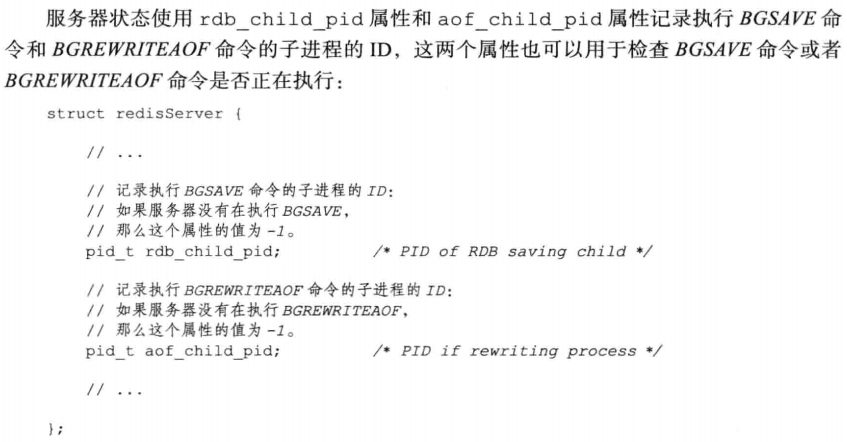 服务器状态使用 rdb_child_pid 属性和 aof_child_pid 属性记录执行 BGSAVE 命
令和 BGREWRITEAOF 命令的子进程的 ID，这两个属性也可以用于检查 BGSAVE 命令或者
BGREWRITEAOF 命令是否正在执行：
struct redisServer {
// ...
// 记录执行 BGSAVE 命令的子进程的 ID：
// 如果服务器没有在执行 BGSAVE，
// 那么这个属性的值为 -1。
pid_t rdb_child_pid; /* PID of RDB saving child */
// 记录执行 BGREWRITEAOF 命令的子进程的 ID：
// 如果服务器没有在执行 BGREWRITEAOF，
// 那么这个属性的值为 -1。
pid_t aof_child_pid; /* PID if rewriting process */
// ...
};